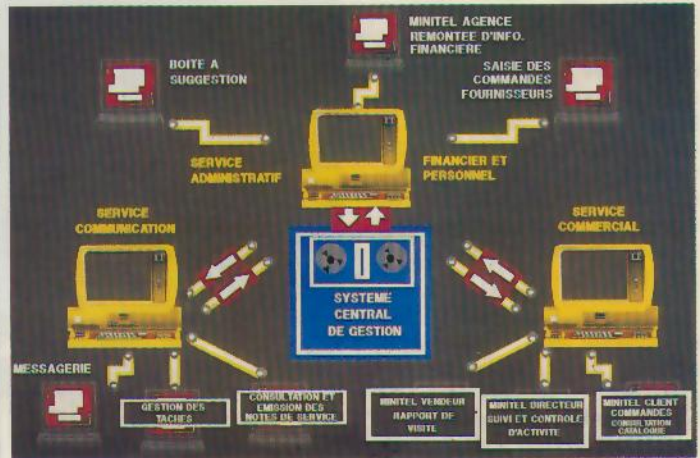 MINITEL AGENCE
REMONTEE D'INFO.
FINANCIERE
BOITE A
SUGGESTION
SAISIE DES
COMMANDES
FOURNISSEURS
SERVICE
ADMINISTRATIF
FINANCIER ET
PERSONNEL
SERVICE
COMMUNICATION
SERVICE
COMMERCIAL
SYSTEME
CENTRAL
DE GESTION
MESSAGERIE
GESTION DES
TACHES
CONSULTATION ET
EMISSION DES
NOTES DE SERVICE
MINITEL VENDEUR
RAPPORT DE
VISITE
MINITEL DIRECTEUR
SUIVI ET CONTROLE
D'ACTIVITE
MINITEL CLIENT
COMMANDES
CONSULTATION
CATALOGUE